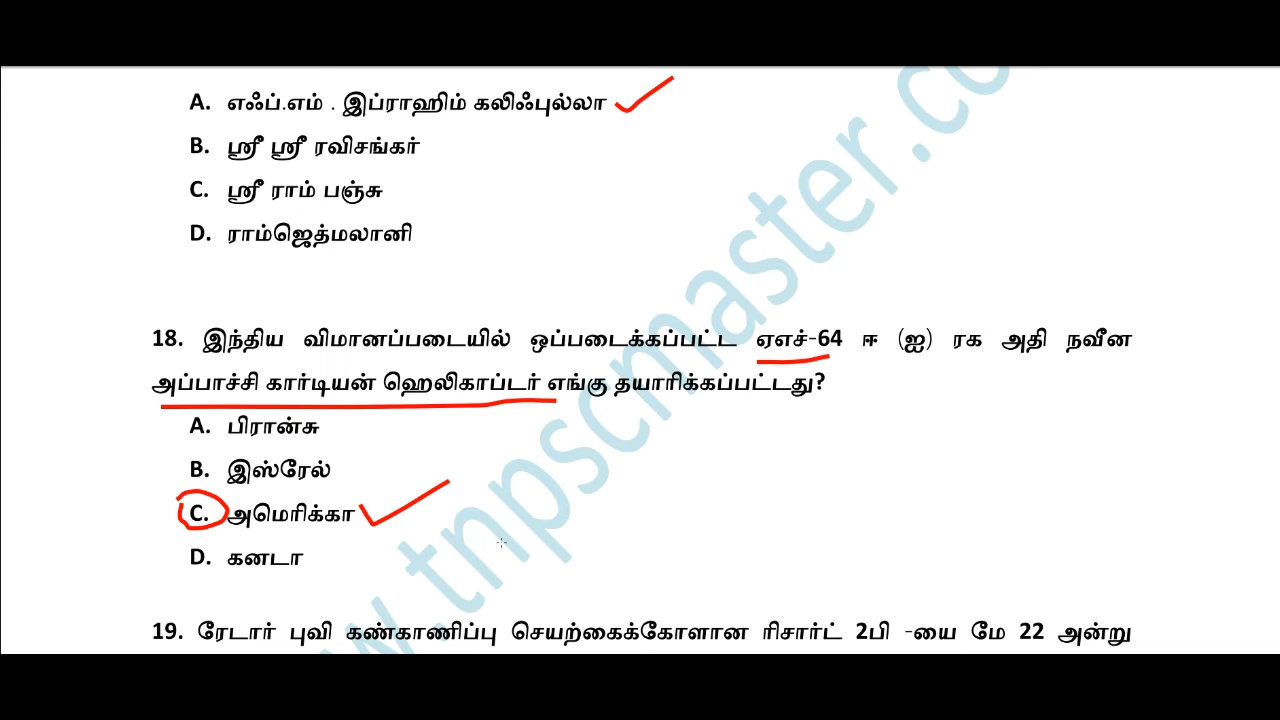 A. எஃப்.எம் . இப்ராஹிம் கலிஃபுல்லா
B. ஸ்ரீ ஸ்ரீ ரவிசங்கர்
C. ஸ்ரீ ராம் பஞ்சு
D. ராம்ஜெத்மலானி
18. இந்திய விமானப்படையில் ஒப்படைக்கப்பட்ட ஏஎச்-64 ஈ (ஐ) ரக அதி நவீன
அப்பாச்சி கார்டியன் ஹெலிகாப்டர் எங்கு தயாரிக்கப்பட்டது?
A. பிரான்சு
B. இஸ்ரேல்
C. அமெரிக்கா
D. கனடா
19. ரேடார் புவி கண்காணிப்பு செயற்கைக்கோளான ரிசார்ட் 2பி -யை மே 22 அன்று
www.tnpscmaster.co